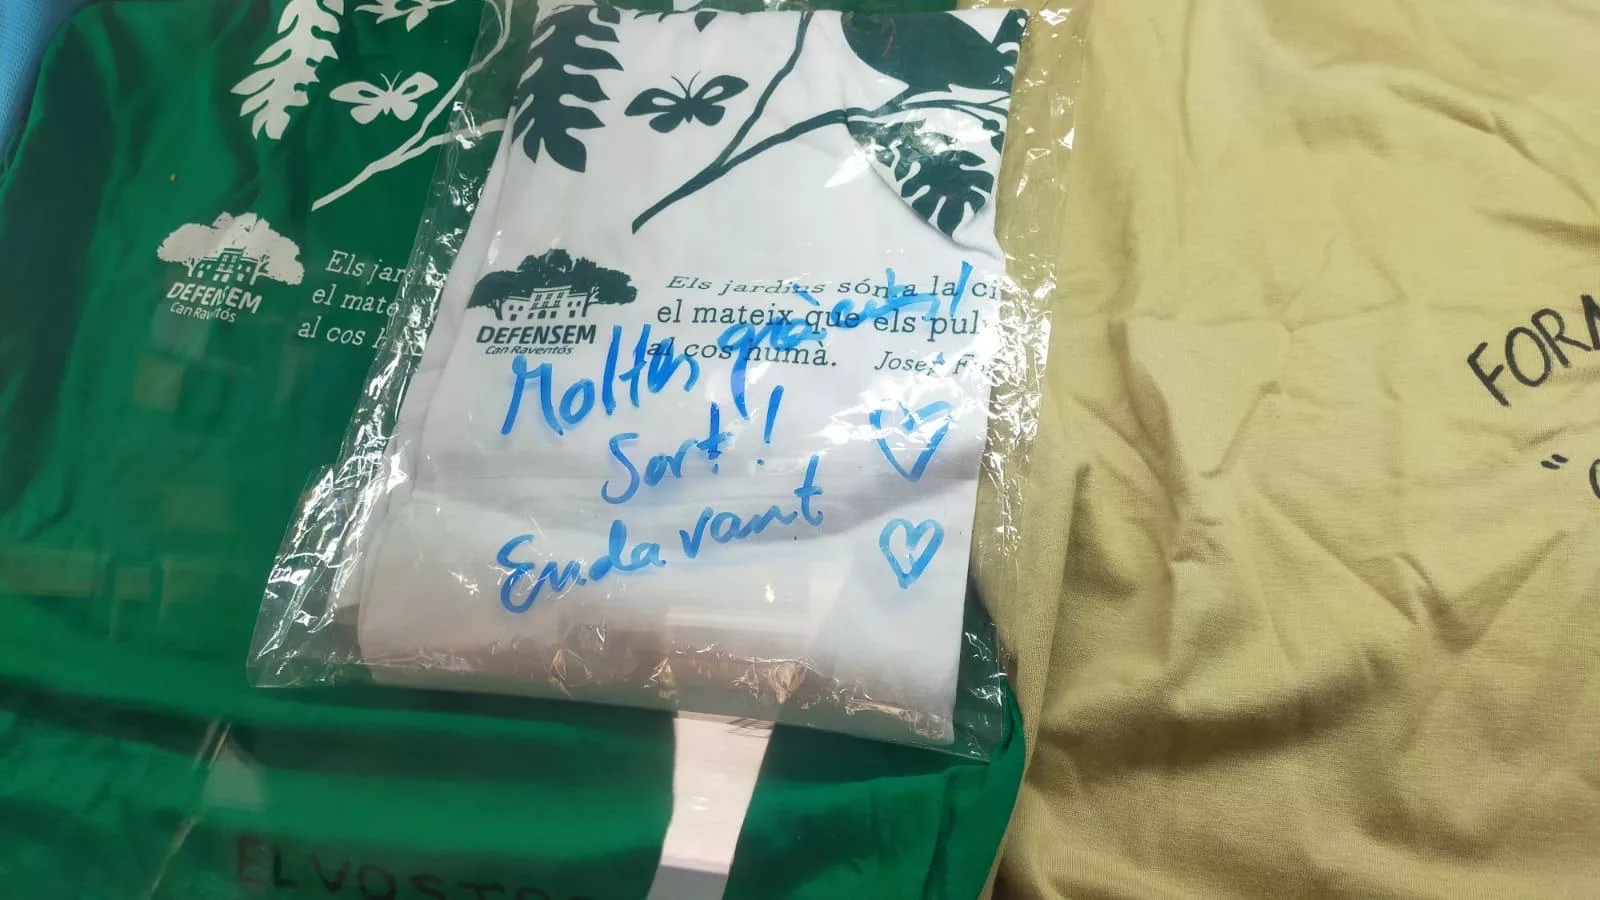 DEFENSEM
Can Raventós
Els jar
el mate
al cos h
DEFENSEM
Can Raventós
Els jardins són a la ci
el mateix que els pul
al cos humà.
Josep F
Moltes gràcies!
Sort!
Endavant
FORA
"
EL VOSTR